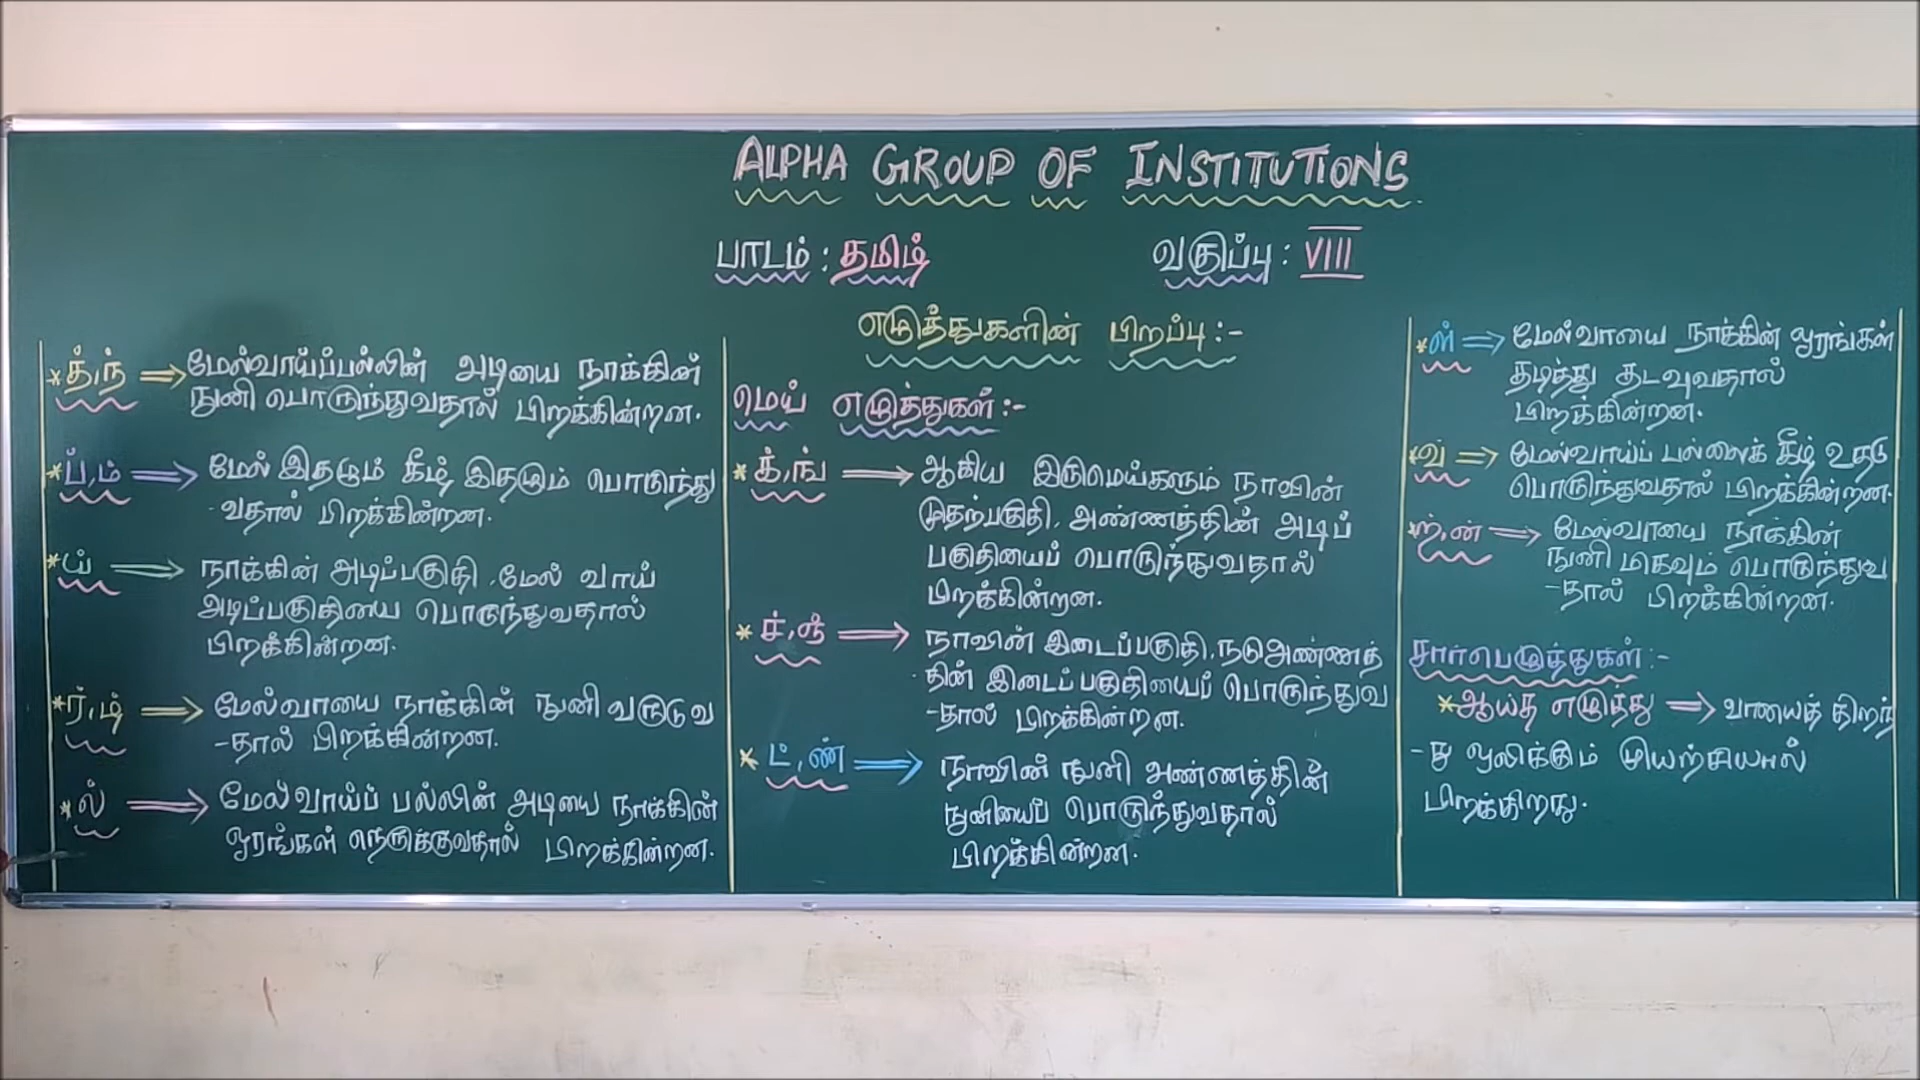 ALPHA GROUP OF INSTITUTIONS
பாடம் : தமிழ்
வகுப்பு : VIII
எழுத்துகளின் பிறப்பு :-
* த், ந் ⇒ மேல்வாய்ப்பல்லின் அடியை நாக்கின்
நுனி பொருந்துவதால் பிறக்கின்றன.
* ப், ம் ⇒ மேல் இதழும் கீழ் இதழும் பொருந்து
-வதால் பிறக்கின்றன.
* ய் ⇒ நாக்கின் அடிப்பகுதி, மேல் வாய்
அடிப்பகுதியை பொருந்துவதால்
பிறக்கின்றன.
* ர், ழ் ⇒ மேல்வாயை நாக்கின் நுனி வருடுவ
-தால் பிறக்கின்றன.
* ல் ⇒ மேல்வாய்ப் பல்லின் அடியை நாக்கின்
ஓரங்கள் நெருக்குவதால் பிறக்கின்றன.
மெய் எழுத்துகள் :-
* க், ங் ⇒ ஆகிய இருமெய்களும் நாவின்
முதற்பகுதி, அண்ணத்தின் அடிப்
பகுதியைப் பொருந்துவதால்
பிறக்கின்றன.
* ச், ஞ் ⇒ நாவின் இடைப்பகுதி, நடுஅண்ணத்
தின் இடைப்பகுதியைப் பொருந்துவ
-தால் பிறக்கின்றன.
* ட், ண் ⇒ நாவின் நுனி அண்ணத்தின்
நுனியைப் பொருந்துவதால்
பிறக்கின்றன.
* ள் ⇒ மேல்வாயை நாக்கின் ஓரங்கள்
தடித்து தடவுவதால்
பிறக்கின்றன.
* வ் ⇒ மேல்வாய்ப் பல்லைக் கீழ் உதடு
பொருந்துவதால் பிறக்கின்றன.
* ற், ன் ⇒ மேல்வாயை நாக்கின்
நுனி மிகவும் பொருந்துவ
-தால் பிறக்கின்றன.
சார்பெழுத்துகள் :-
* ஆய்த எழுத்து ⇒ வாயைத் திறந்
-து ஒலிக்கும் முயற்சியால்
பிறக்கிறது.